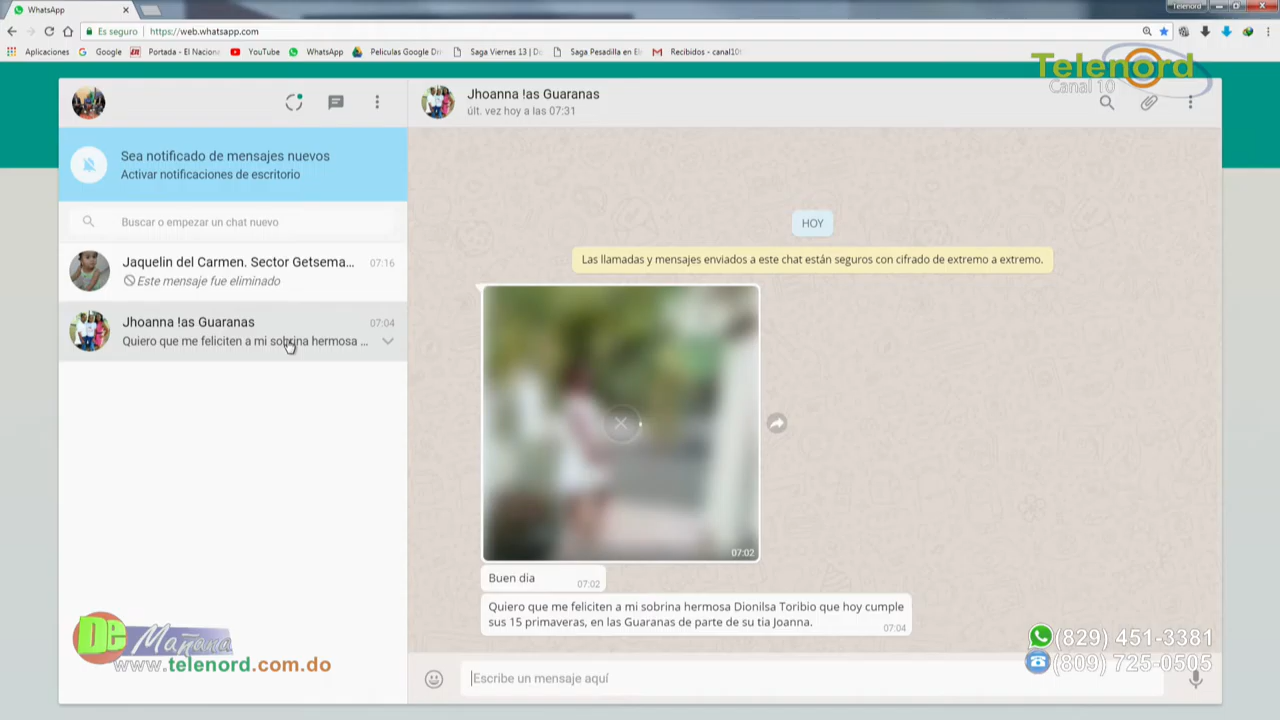 WhatsApp
Telenord
Es seguro | https://web.whatsapp.com
Aplicaciones Google Portada - El Nacion YouTube WhatsApp Peliculas Google Dri Saga Viernes 13 | D Saga Pesadilla en El Recibidos - canal10
Telenord
Canal 10
Jhoanna !as Guaranas
últ. vez hoy a las 07:31
Sea notificado de mensajes nuevos
Activar notificaciones de escritorio
Buscar o empezar un chat nuevo
Jaquelin del Carmen. Sector Getsema... 07:16
Este mensaje fue eliminado
Jhoanna !as Guaranas 07:04
Quiero que me feliciten a mi sobrina hermosa ...
HOY
Las llamadas y mensajes enviados a este chat están seguros con cifrado de extremo a extremo.
07:02
Buen dia 07:02
Quiero que me feliciten a mi sobrina hermosa Dionilsa Toribio que hoy cumple
sus 15 primaveras, en las Guaranas de parte de su tia Joanna. 07:04
Escribe un mensaje aquí
De Mañana
www.telenord.com.do
(829) 451-3381
(809) 725-0505